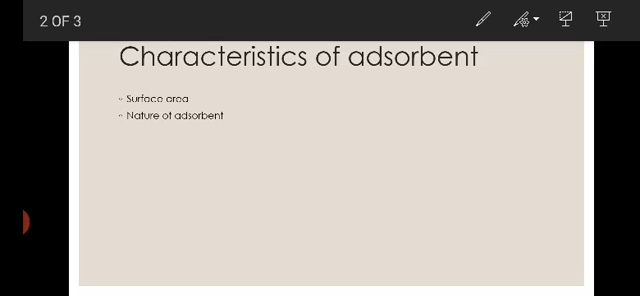 2 OF 3
Characteristics of adsorbent
◦ Surface area
◦ Nature of adsorbent